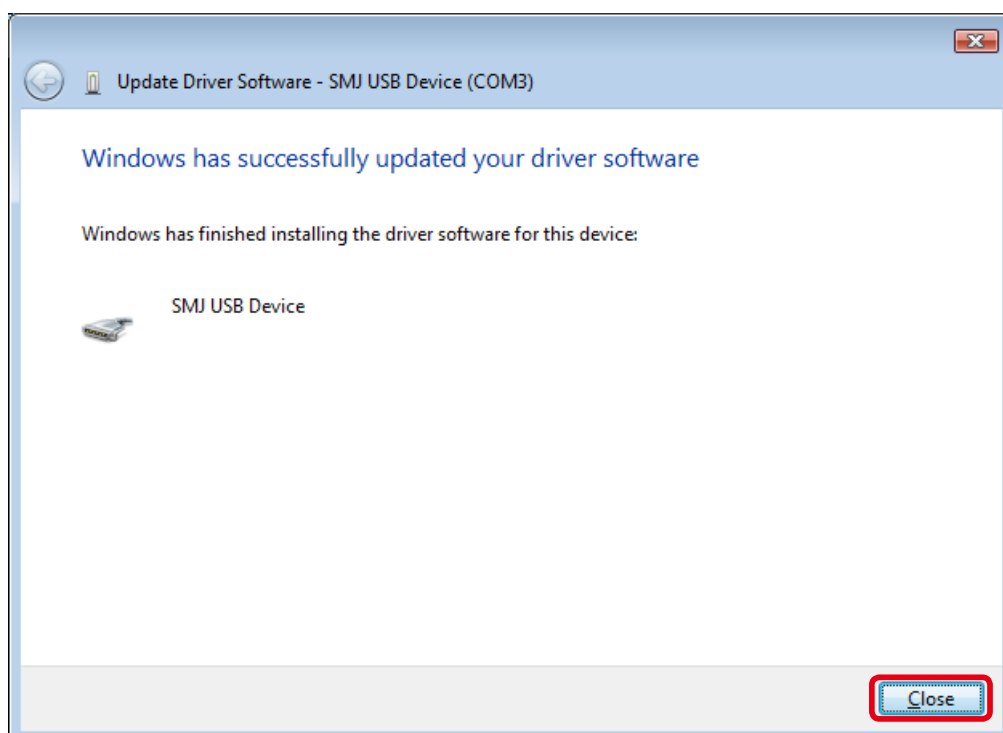 Update Driver Software - SMJ USB Device (COM3)
Windows has successfully updated your driver software
Windows has finished installing the driver software for this device:
SMJ USB Device
Close